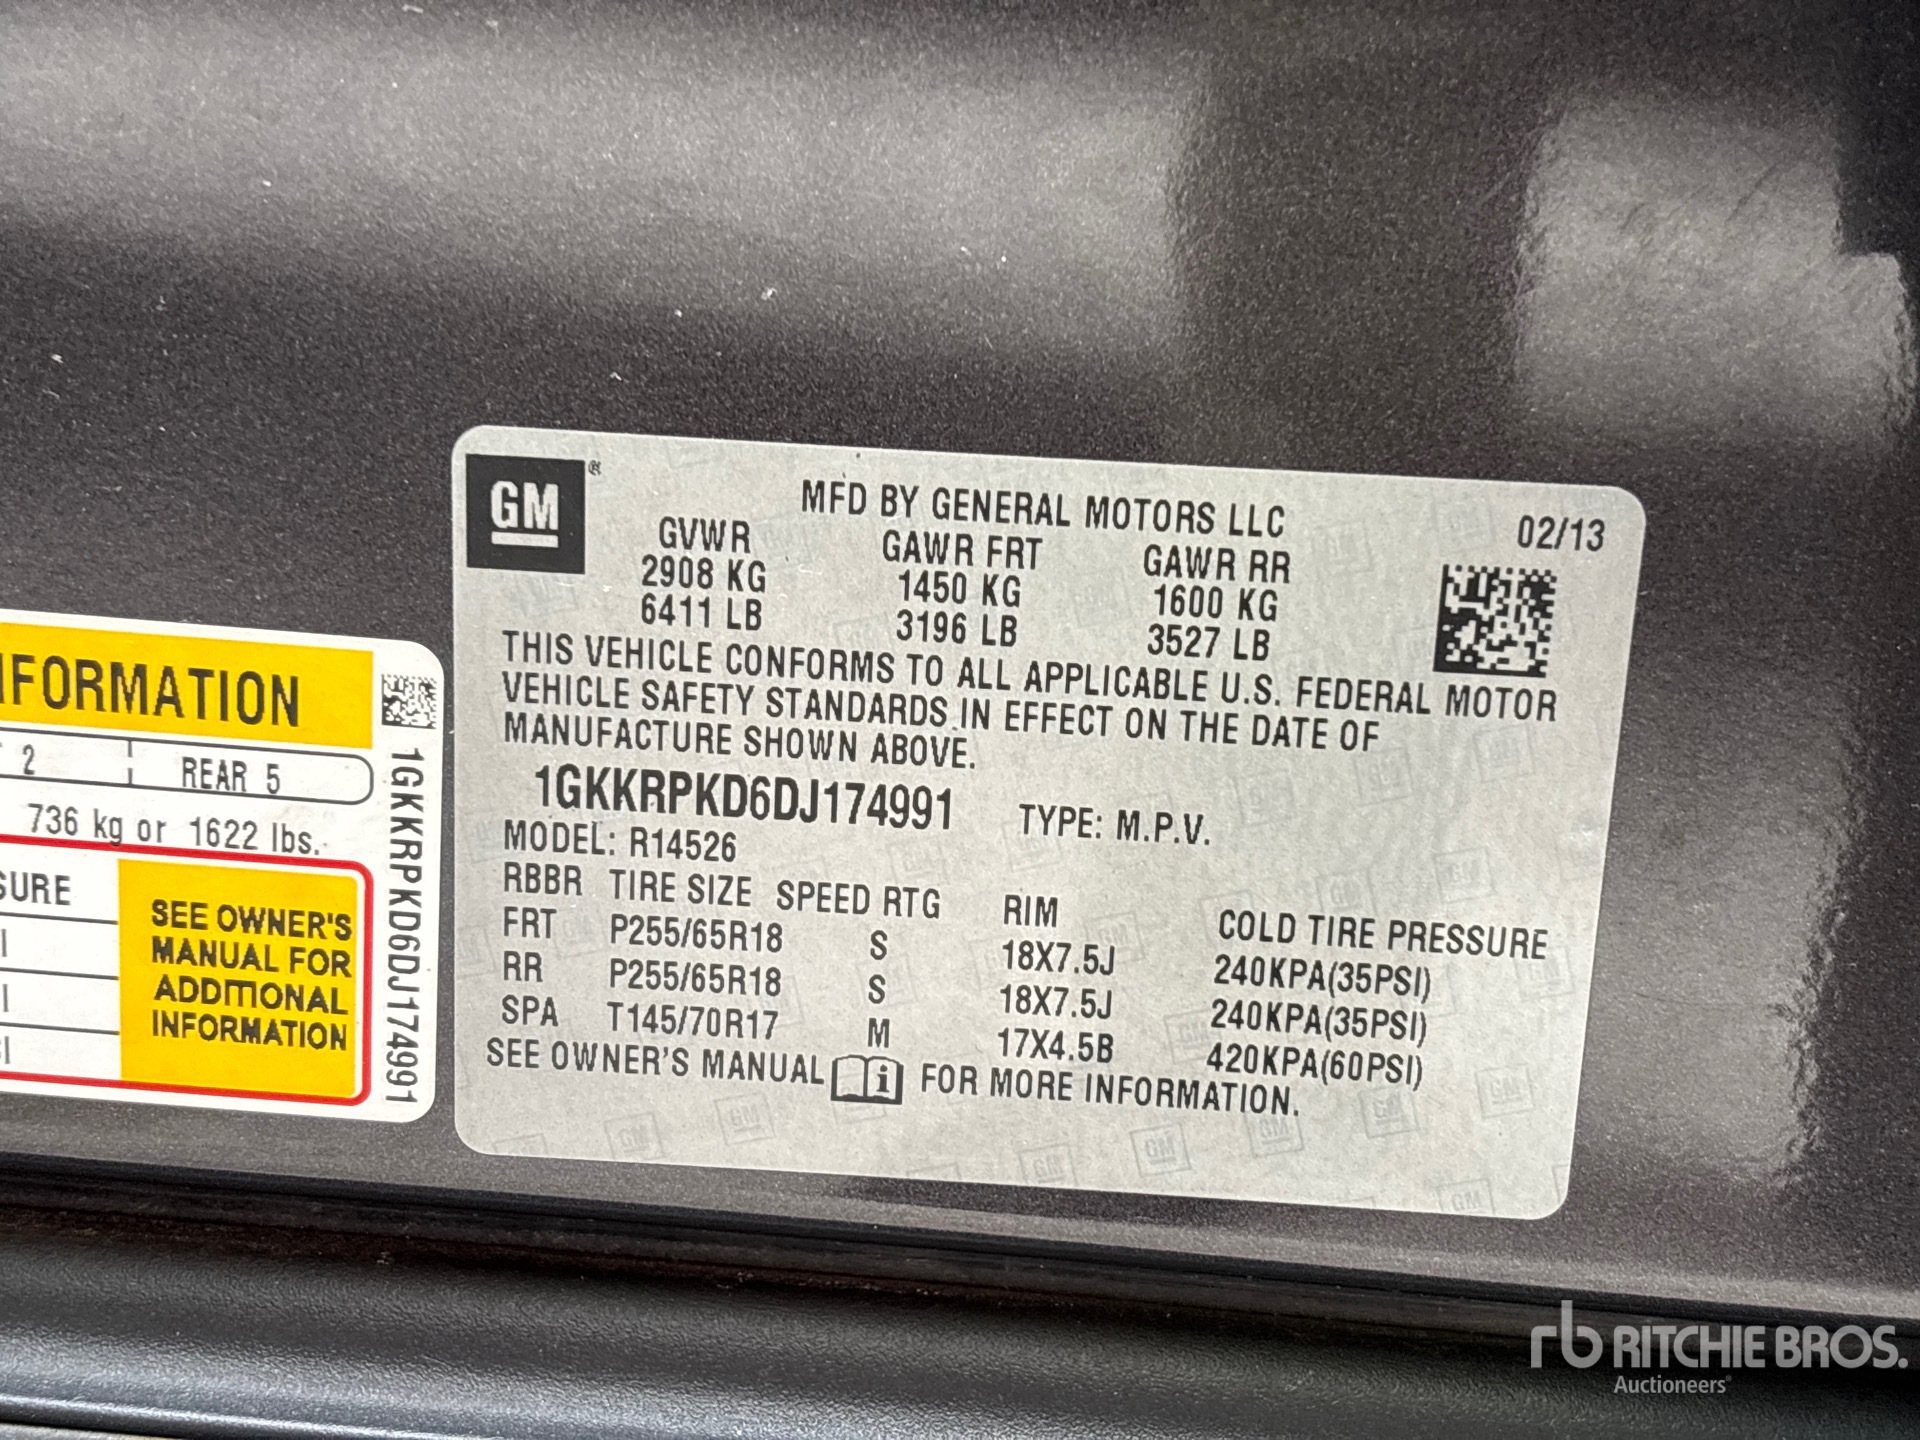 GM ®
MFD BY GENERAL MOTORS LLC
02/13
GVWR GAWR FRT GAWR RR
2908 KG 1450 KG 1600 KG
6411 LB 3196 LB 3527 LB
THIS VEHICLE CONFORMS TO ALL APPLICABLE U.S. FEDERAL MOTOR
VEHICLE SAFETY STANDARDS IN EFFECT ON THE DATE OF
MANUFACTURE SHOWN ABOVE.
1GKKRPKD6DJ174991 TYPE: M.P.V.
MODEL: R14526
RBBR TIRE SIZE SPEED RTG RIM COLD TIRE PRESSURE
FRT P255/65R18 S 18X7.5J 240KPA(35PSI)
RR P255/65R18 S 18X7.5J 240KPA(35PSI)
SPA T145/70R17 M 17X4.5B 420KPA(60PSI)
SEE OWNER'S MANUAL i FOR MORE INFORMATION.
IFORMATION
2 REAR 5
736 kg or 1622 lbs.
SURE
SEE OWNER'S
MANUAL FOR
ADDITIONAL
INFORMATION
1GKKRPKD6DJ174991
rb RITCHIE BROS.
Auctioneers